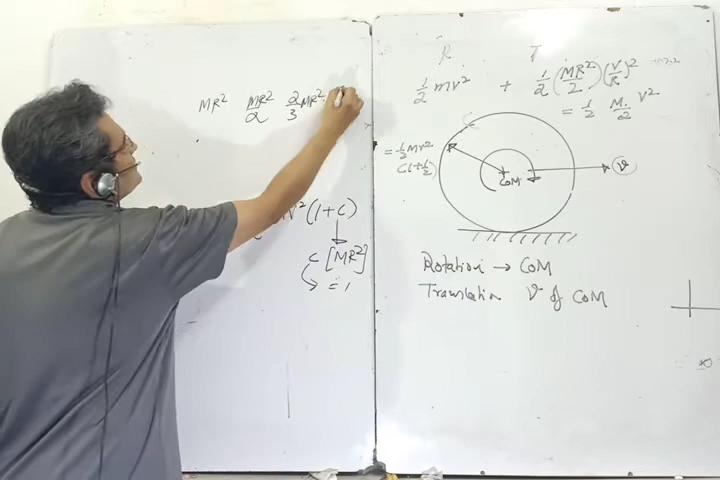 MR² MR²/2 2/3 MR²
V²(1+C)
C [MR²]
↳ = 1
R T
1/2 mv² + 1/2 (MR²/2)(V/R)²
= 1/2 M/2 V²
= 1/2 MV²
C(1+1/2)
COM
V
Rotation → COM
Translation V of COM